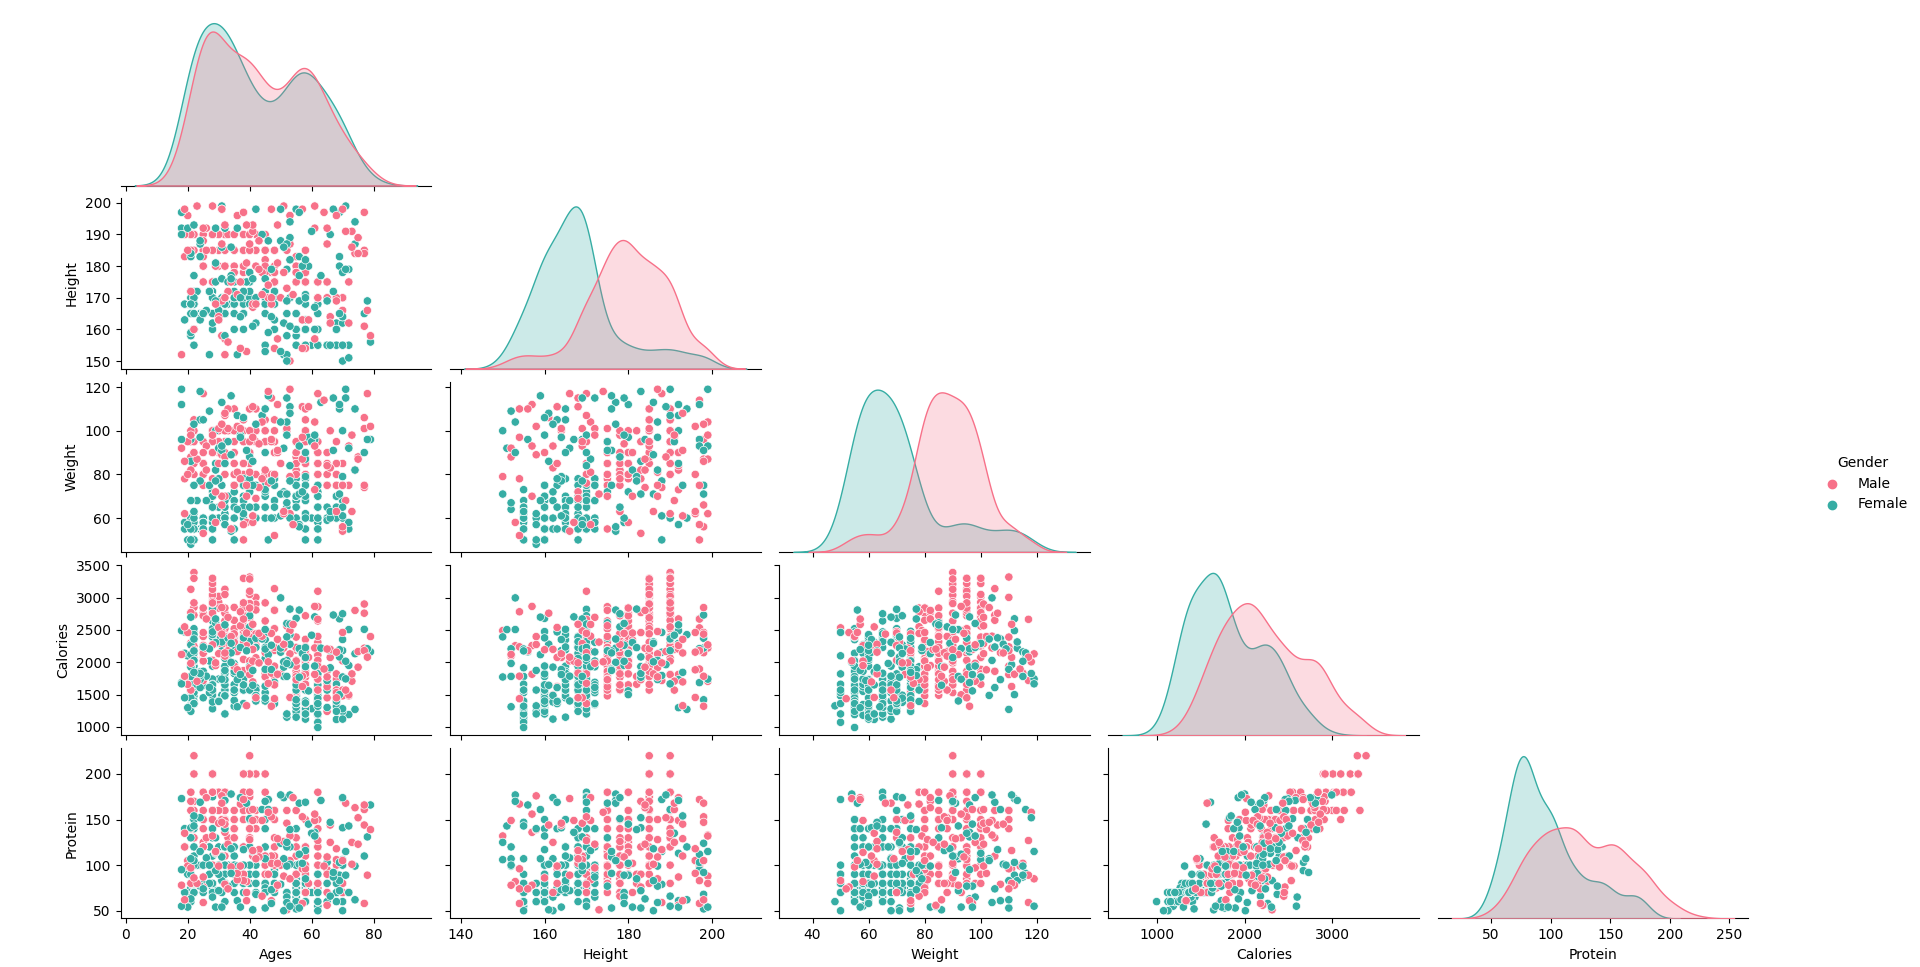 200
190
180
170
160
150
Height
120
100
80
60
Weight
Gender
Male
Female
3500
3000
2500
2000
1500
1000
Calories
200
150
100
50
Protein
0 20 40 60 80
140 160 180 200
40 60 80 100 120
1000 2000 3000
50 100 150 200 250
Ages Height Weight Calories Protein